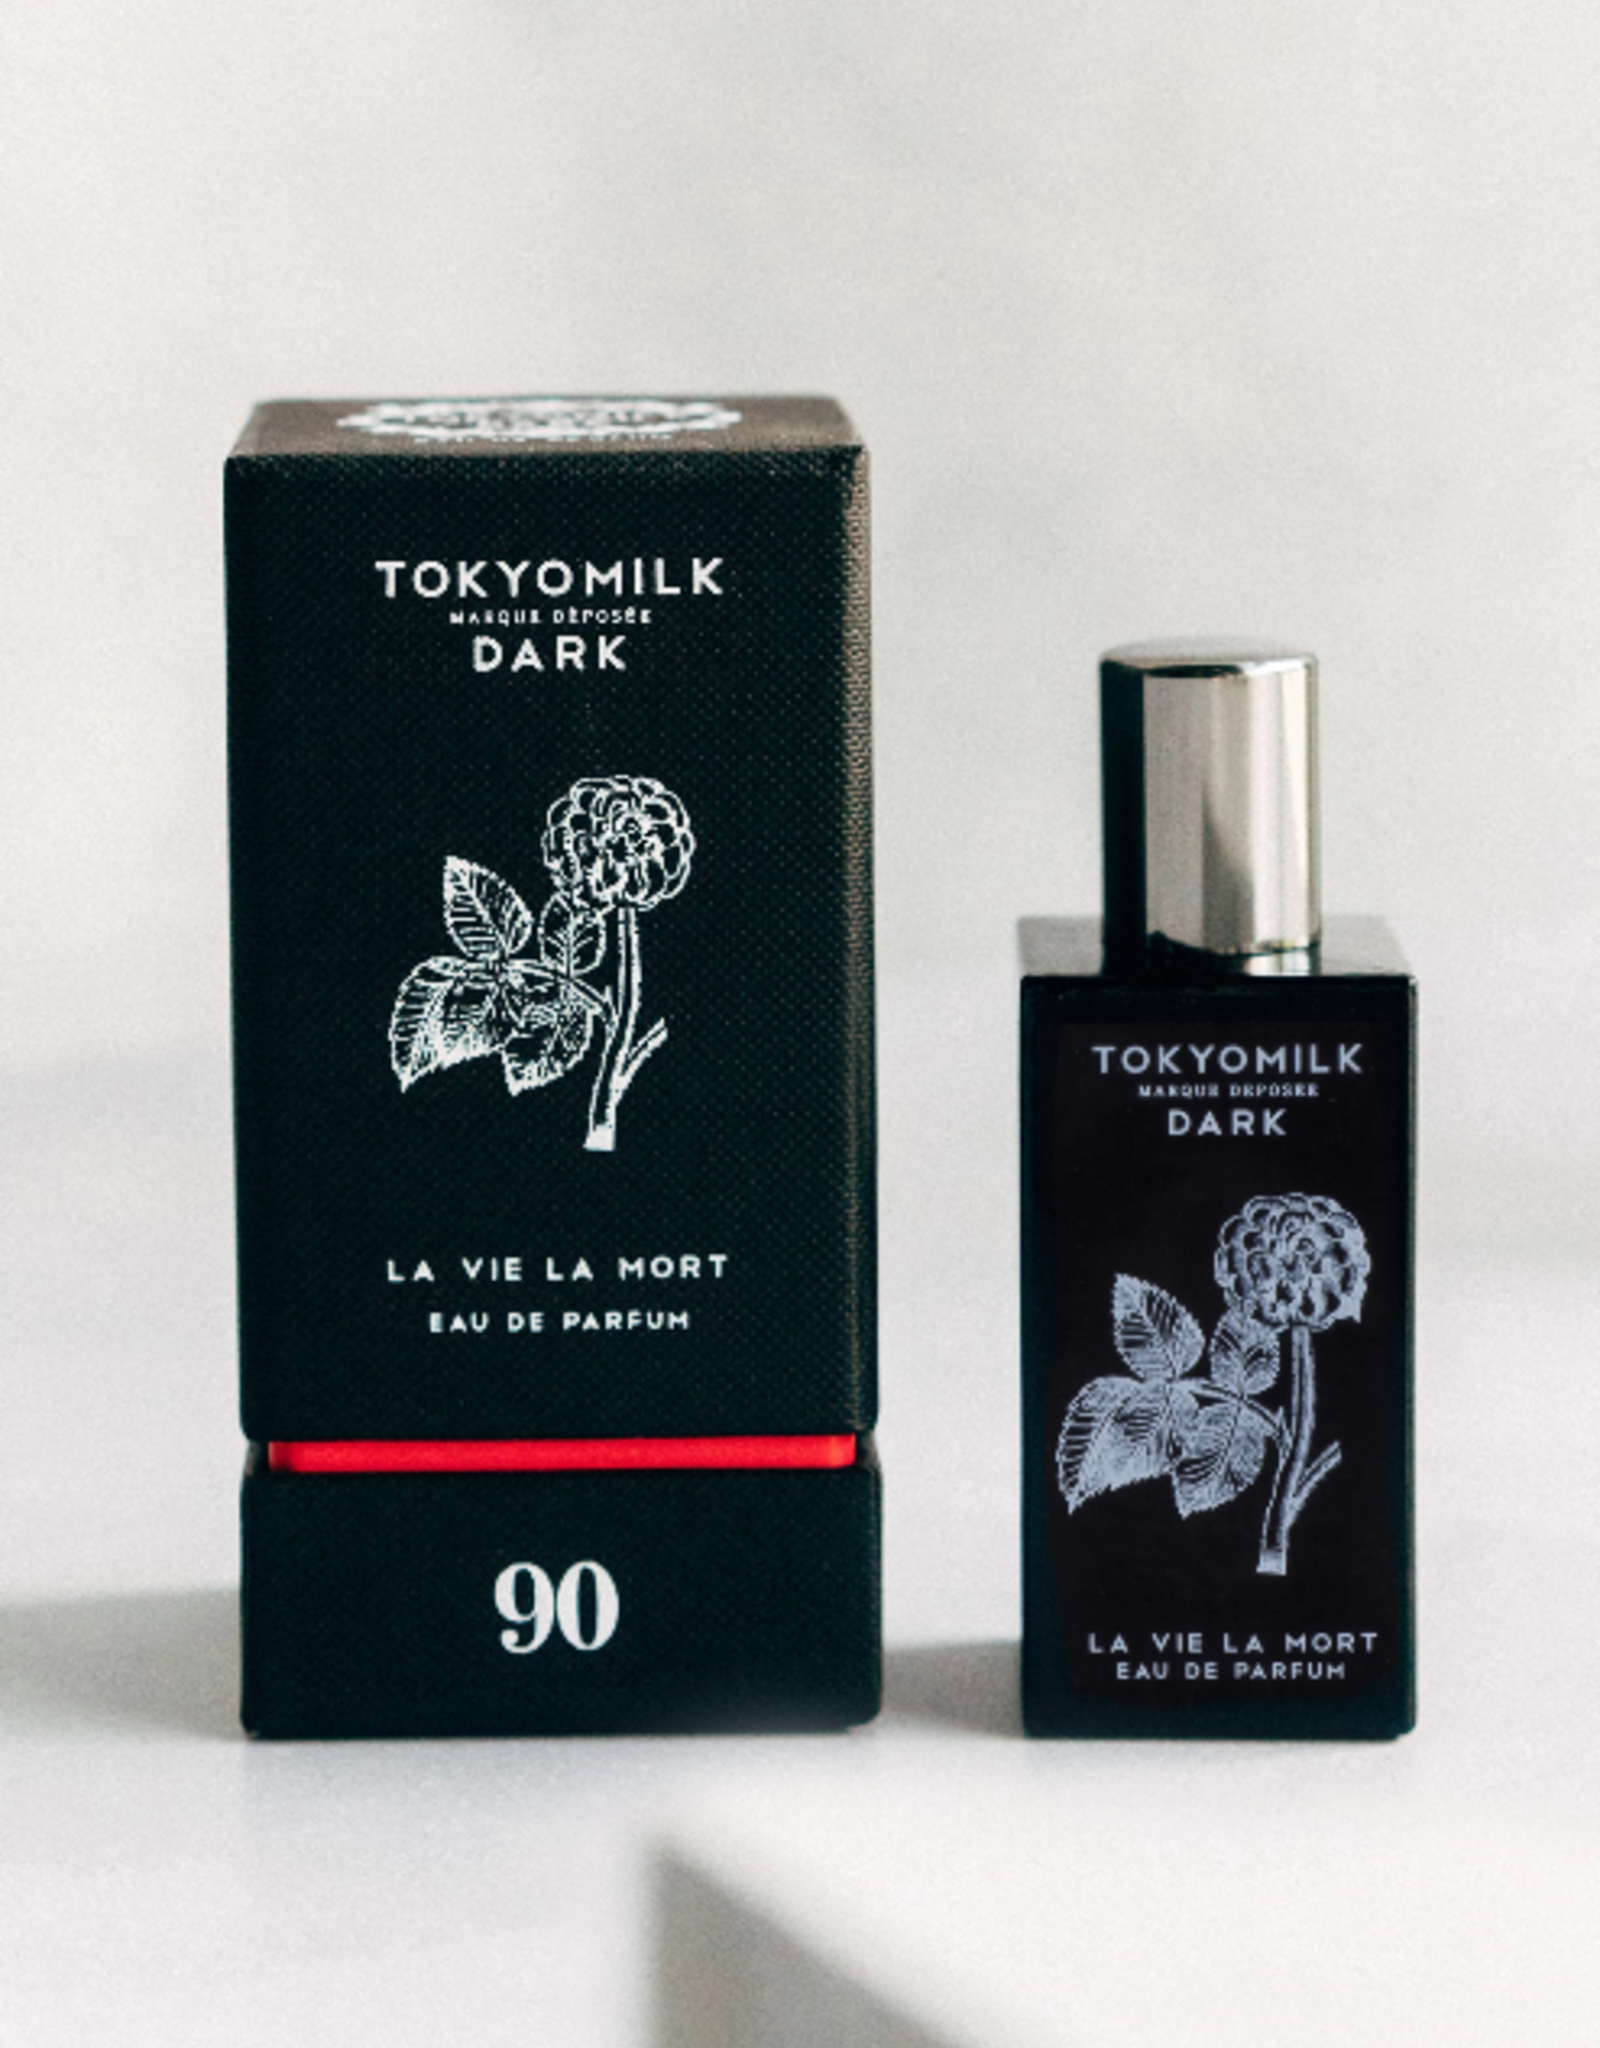 TOKYOMILK
MARQUE DÉPOSÉE
DARK
LA VIE LA MORT
EAU DE PARFUM
90
TOKYOMILK
MARQUE DEPOSEE
DARK
LA VIE LA MORT
EAU DE PARFUM